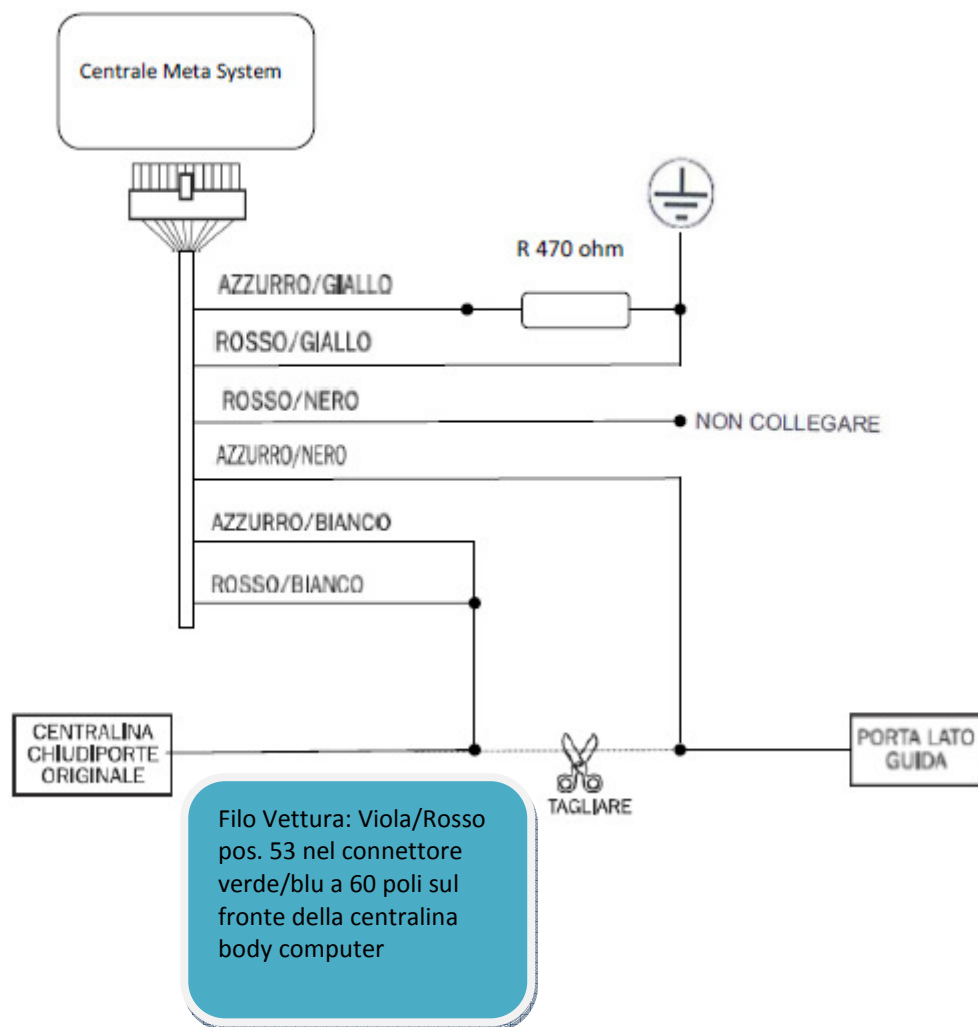 Centrale Meta System
R 470 ohm
AZZURRO/GIALLO
ROSSO/GIALLO
ROSSO/NERO
NON COLLEGARE
AZZURRO/NERO
AZZURRO/BIANCO
ROSSO/BIANCO
CENTRALINA
CHIUDIPORTE
ORIGINALE
TAGLIARE
PORTA LATO
GUIDA
Filo Vettura: Viola/Rosso
pos. 53 nel connettore
verde/blu a 60 poli sul
fronte della centralina
body computer